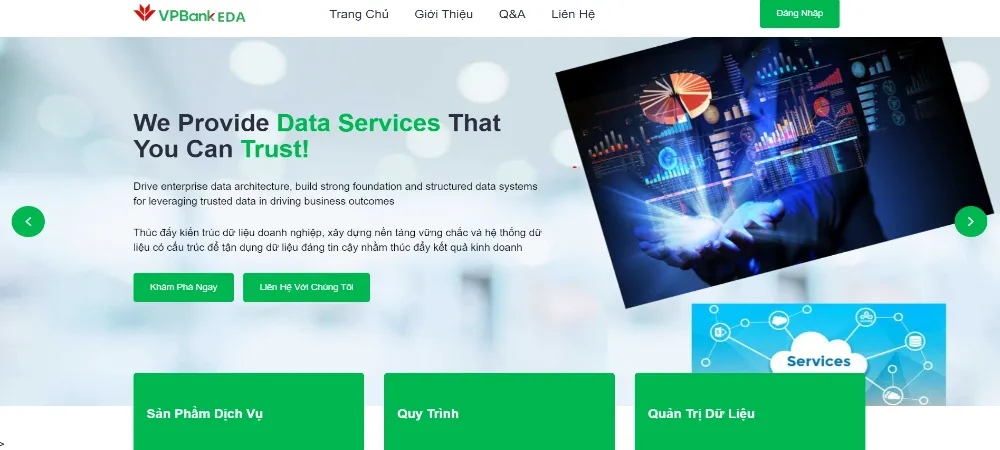 VPBank EDA
Trang Chủ
Giới Thiệu
Q&A
Liên Hệ
Đăng Nhập
We Provide Data Services That
You Can Trust!
Drive enterprise data architecture, build strong foundation and structured data systems
for leveraging trusted data in driving business outcomes
Thúc đẩy kiến trúc dữ liệu doanh nghiệp, xây dựng nền tảng vững chắc và hệ thống dữ
liệu có cấu trúc để tận dụng dữ liệu đáng tin cậy nhằm thúc đẩy kết quả kinh doanh
Khám Phá Ngay
Liên Hệ Với Chúng Tôi
Services
Sản Phẩm Dịch Vụ
Quy Trình
Quản Trị Dữ Liệu
>